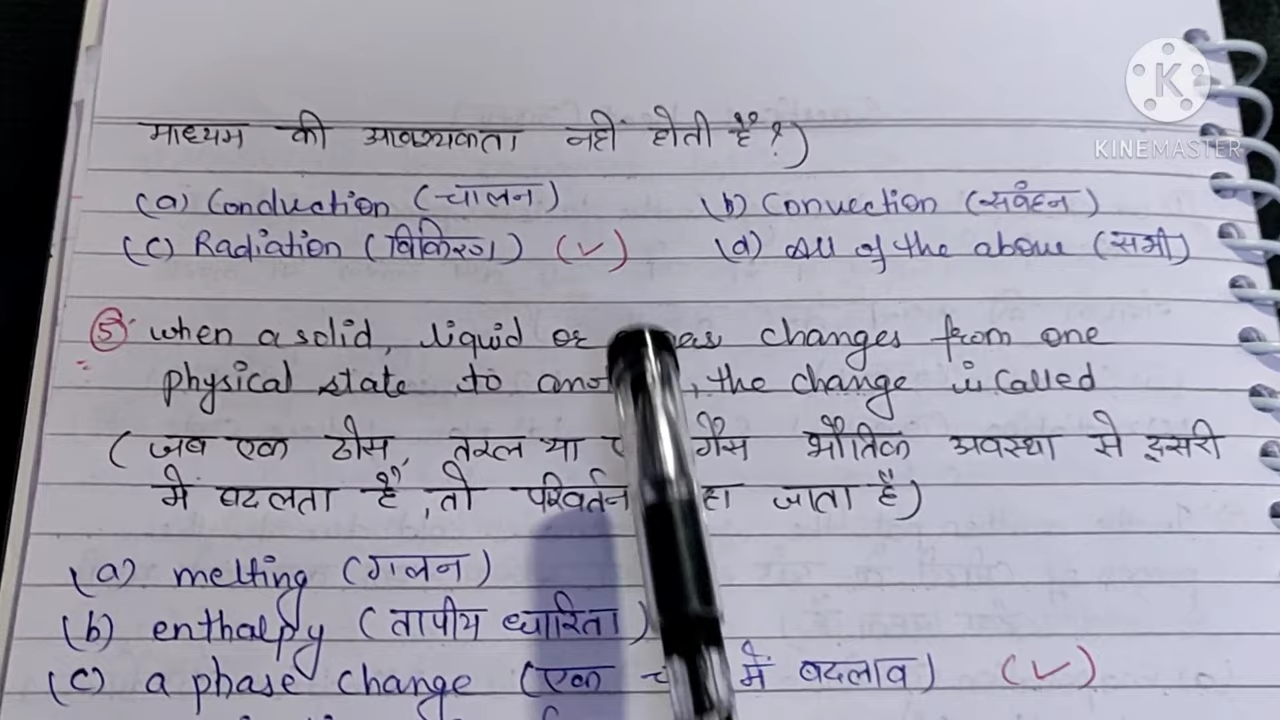 माध्यम की आवश्यकता नहीं होती है?)
(a) Conduction (चालन) (b) Convection (संवहन)
(c) Radiation (विकिरण) (✓) (d) All of the above (सभी)
5 when a solid, liquid or changes from one
physical state to , the change is called
(जब एक ठोस, तरल या गैस भौतिक अवस्था से दूसरी
में बदलता है, तो परिवर्तन जाता है)
(a) melting (गलन)
(b) enthalpy (तापीय धारिता)
(c) a phase change (एक में बदलाव) (✓)
K
KINEMASTER